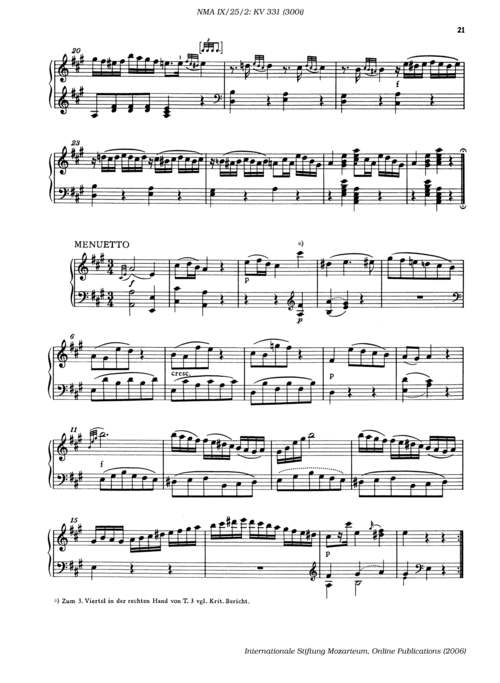 NMA IX/25/2: KV 331 (300i)
21
20
f
23
MENUETTO
*)
f
p
p
6
cresc.
p
11
f
15
p
*) Zum 3. Viertel in der rechten Hand von T. 3 vgl. Krit. Bericht.
Internationale Stiftung Mozarteum, Online Publications (2006)